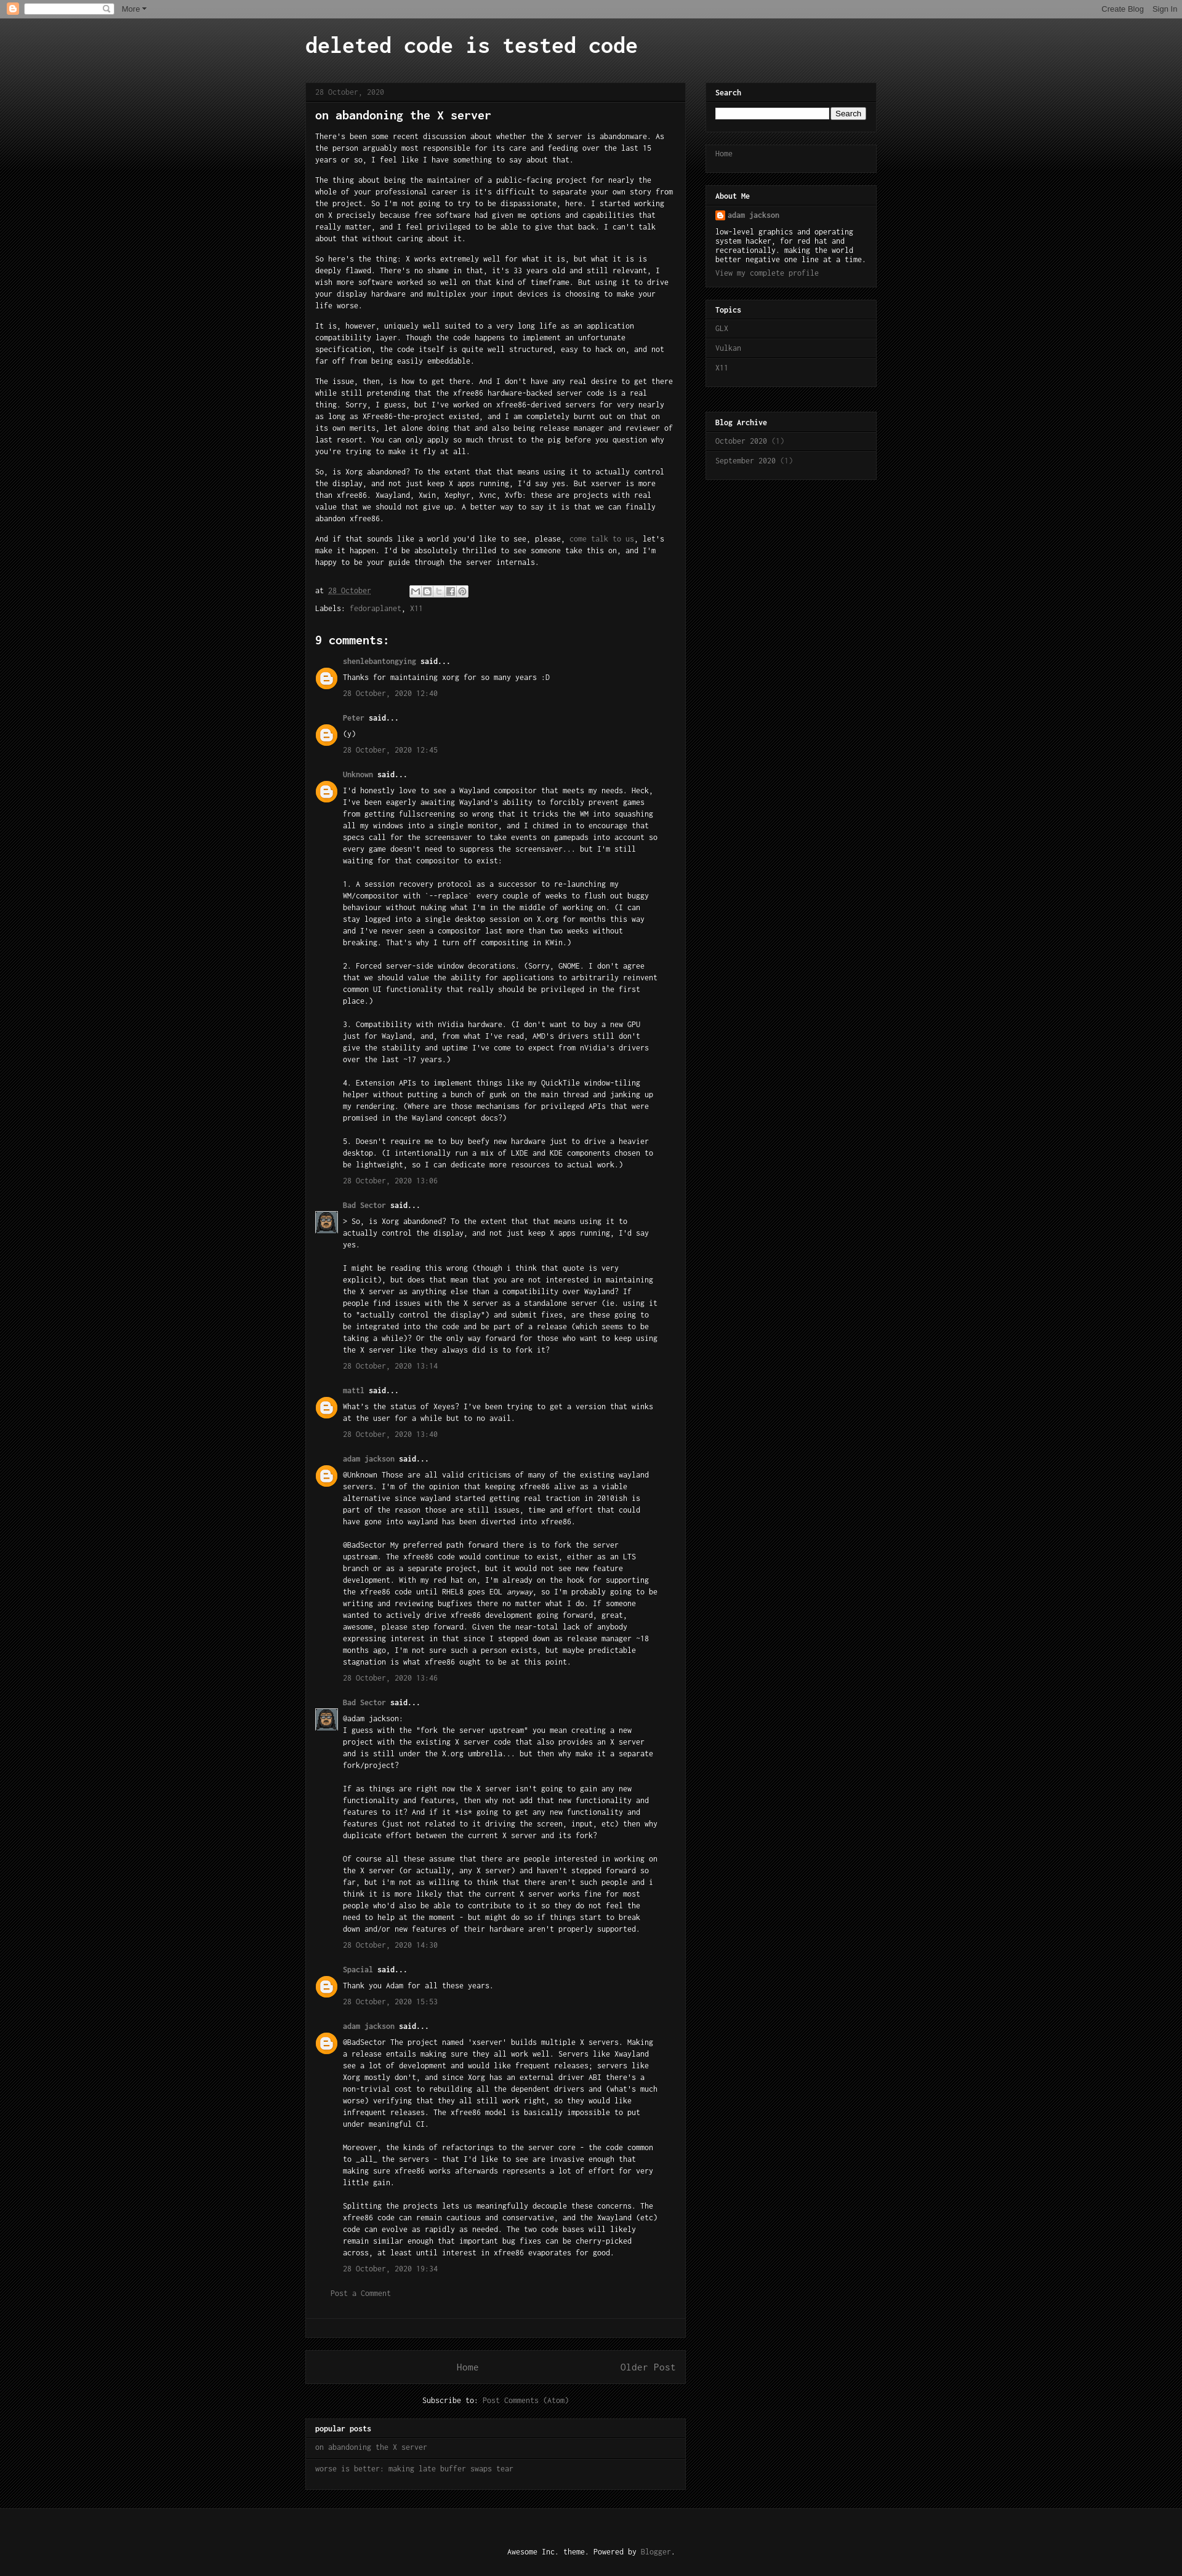 More
Create Blog Sign In
deleted code is tested code
28 October, 2020
on abandoning the X server
There's been some recent discussion about whether the X server is abandonware. As
the person arguably most responsible for its care and feeding over the last 15
years or so, I feel like I have something to say about that.
The thing about being the maintainer of a public-facing project for nearly the
whole of your professional career is it's difficult to separate your own story from
the project. So I'm not going to try to be dispassionate, here. I started working
on X precisely because free software had given me options and capabilities that
really matter, and I feel privileged to be able to give that back. I can't talk
about that without caring about it.
So here's the thing: X works extremely well for what it is, but what it is is
deeply flawed. There's no shame in that, it's 33 years old and still relevant, I
wish more software worked so well on that kind of timeframe. But using it to drive
your display hardware and multiplex your input devices is choosing to make your
life worse.
It is, however, uniquely well suited to a very long life as an application
compatibility layer. Though the code happens to implement an unfortunate
specification, the code itself is quite well structured, easy to hack on, and not
far off from being easily embeddable.
The issue, then, is how to get there. And I don't have any real desire to get there
while still pretending that the xfree86 hardware-backed server code is a real
thing. Sorry, I guess, but I've worked on xfree86-derived servers for very nearly
as long as XFree86-the-project existed, and I am completely burnt out on that on
its own merits, let alone doing that and also being release manager and reviewer of
last resort. You can only apply so much thrust to the pig before you question why
you're trying to make it fly at all.
So, is Xorg abandoned? To the extent that that means using it to actually control
the display, and not just keep X apps running, I'd say yes. But xserver is more
than xfree86. Xwayland, Xwin, Xephyr, Xvnc, Xvfb: these are projects with real
value that we should not give up. A better way to say it is that we can finally
abandon xfree86.
And if that sounds like a world you'd like to see, please, come talk to us, let's
make it happen. I'd be absolutely thrilled to see someone take this on, and I'm
happy to be your guide through the server internals.
at 28 October
Labels: fedoraplanet, X11
9 comments:
shenlebantongying said...
Thanks for maintaining xorg for so many years :D
28 October, 2020 12:40
Peter said...
(y)
28 October, 2020 12:45
Unknown said...
I'd honestly love to see a Wayland compositor that meets my needs. Heck,
I've been eagerly awaiting Wayland's ability to forcibly prevent games
from getting fullscreening so wrong that it tricks the WM into squashing
all my windows into a single monitor, and I chimed in to encourage that
specs call for the screensaver to take events on gamepads into account so
every game doesn't need to suppress the screensaver... but I'm still
waiting for that compositor to exist:
1. A session recovery protocol as a successor to re-launching my
WM/compositor with `--replace` every couple of weeks to flush out buggy
behaviour without nuking what I'm in the middle of working on. (I can
stay logged into a single desktop session on X.org for months this way
and I've never seen a compositor last more than two weeks without
breaking. That's why I turn off compositing in KWin.)
2. Forced server-side window decorations. (Sorry, GNOME. I don't agree
that we should value the ability for applications to arbitrarily reinvent
common UI functionality that really should be privileged in the first
place.)
3. Compatibility with nVidia hardware. (I don't want to buy a new GPU
just for Wayland, and, from what I've read, AMD's drivers still don't
give the stability and uptime I've come to expect from nVidia's drivers
over the last ~17 years.)
4. Extension APIs to implement things like my QuickTile window-tiling
helper without putting a bunch of gunk on the main thread and janking up
my rendering. (Where are those mechanisms for privileged APIs that were
promised in the Wayland concept docs?)
5. Doesn't require me to buy beefy new hardware just to drive a heavier
desktop. (I intentionally run a mix of LXDE and KDE components chosen to
be lightweight, so I can dedicate more resources to actual work.)
28 October, 2020 13:06
Bad Sector said...
> So, is Xorg abandoned? To the extent that that means using it to
actually control the display, and not just keep X apps running, I'd say
yes.
I might be reading this wrong (though i think that quote is very
explicit), but does that mean that you are not interested in maintaining
the X server as anything else than a compatibility over Wayland? If
people find issues with the X server as a standalone server (ie. using it
to "actually control the display") and submit fixes, are these going to
be integrated into the code and be part of a release (which seems to be
taking a while)? Or the only way forward for those who want to keep using
the X server like they always did is to fork it?
28 October, 2020 13:14
mattl said...
What's the status of Xeyes? I've been trying to get a version that winks
at the user for a while but to no avail.
28 October, 2020 13:40
adam jackson said...
@Unknown Those are all valid criticisms of many of the existing wayland
servers. I'm of the opinion that keeping xfree86 alive as a viable
alternative since wayland started getting real traction in 2010ish is
part of the reason those are still issues, time and effort that could
have gone into wayland has been diverted into xfree86.
@BadSector My preferred path forward there is to fork the server
upstream. The xfree86 code would continue to exist, either as an LTS
branch or as a separate project, but it would not see new feature
development. With my red hat on, I'm already on the hook for supporting
the xfree86 code until RHEL8 goes EOL anyway, so I'm probably going to be
writing and reviewing bugfixes there no matter what I do. If someone
wanted to actively drive xfree86 development going forward, great,
awesome, please step forward. Given the near-total lack of anybody
expressing interest in that since I stepped down as release manager ~18
months ago, I'm not sure such a person exists, but maybe predictable
stagnation is what xfree86 ought to be at this point.
28 October, 2020 13:46
Bad Sector said...
@adam jackson:
I guess with the "fork the server upstream" you mean creating a new
project with the existing X server code that also provides an X server
and is still under the X.org umbrella... but then why make it a separate
fork/project?
If as things are right now the X server isn't going to gain any new
functionality and features, then why not add that new functionality and
features to it? And if it *is* going to get any new functionality and
features (just not related to it driving the screen, input, etc) then why
duplicate effort between the current X server and its fork?
Of course all these assume that there are people interested in working on
the X server (or actually, any X server) and haven't stepped forward so
far, but i'm not as willing to think that there aren't such people and i
think it is more likely that the current X server works fine for most
people who'd also be able to contribute to it so they do not feel the
need to help at the moment - but might do so if things start to break
down and/or new features of their hardware aren't properly supported.
28 October, 2020 14:30
Spacial said...
Thank you Adam for all these years.
28 October, 2020 15:53
adam jackson said...
@BadSector The project named 'xserver' builds multiple X servers. Making
a release entails making sure they all work well. Servers like Xwayland
see a lot of development and would like frequent releases; servers like
Xorg mostly don't, and since Xorg has an external driver ABI there's a
non-trivial cost to rebuilding all the dependent drivers and (what's much
worse) verifying that they all still work right, so they would like
infrequent releases. The xfree86 model is basically impossible to put
under meaningful CI.
Moreover, the kinds of refactorings to the server core - the code common
to _all_ the servers - that I'd like to see are invasive enough that
making sure xfree86 works afterwards represents a lot of effort for very
little gain.
Splitting the projects lets us meaningfully decouple these concerns. The
xfree86 code can remain cautious and conservative, and the Xwayland (etc)
code can evolve as rapidly as needed. The two code bases will likely
remain similar enough that important bug fixes can be cherry-picked
across, at least until interest in xfree86 evaporates for good.
28 October, 2020 19:34
Post a Comment
Home Older Post
Subscribe to: Post Comments (Atom)
popular posts
on abandoning the X server
worse is better: making late buffer swaps tear
Search
Search
Home
About Me
adam jackson
low-level graphics and operating
system hacker, for red hat and
recreationally. making the world
better negative one line at a time.
View my complete profile
Topics
GLX
Vulkan
X11
Blog Archive
October 2020 (1)
September 2020 (1)
Awesome Inc. theme. Powered by Blogger.